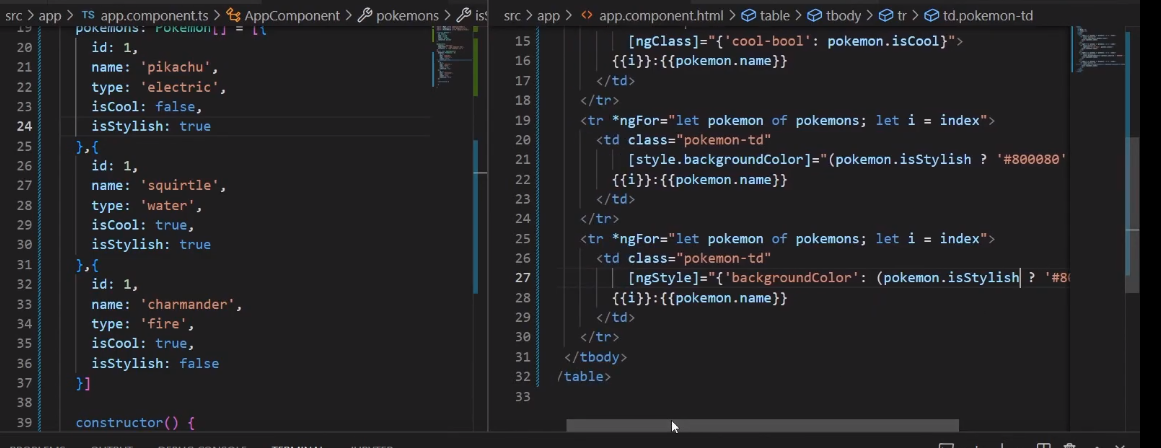 src > app > TS app.component.ts > AppComponent > pokemons >
19 pokemons: Pokemon[] = [{
20 id: 1,
21 name: 'pikachu',
22 type: 'electric',
23 isCool: false,
24 isStylish: true
25 },{
26 id: 1,
27 name: 'squirtle',
28 type: 'water',
29 isCool: true,
30 isStylish: true
31 },{
32 id: 1,
33 name: 'charmander',
34 type: 'fire',
35 isCool: true,
36 isStylish: false
37 }]
38
39 constructor() {
src > app > <> app.component.html > table > tbody > tr > td.pokemon-td
15 [ngClass]="{'cool-bool': pokemon.isCool}">
16 {{i}}:{{pokemon.name}}
17 </td>
18 </tr>
19 <tr *ngFor="let pokemon of pokemons; let i = index">
20 <td class="pokemon-td"
21 [style.backgroundColor]="(pokemon.isStylish ? '#800080'
22 {{i}}:{{pokemon.name}}
23 </td>
24 </tr>
25 <tr *ngFor="let pokemon of pokemons; let i = index">
26 <td class="pokemon-td"
27 [ngStyle]="{'backgroundColor': (pokemon.isStylish ? '#80
28 {{i}}:{{pokemon.name}}
29 </td>
30 </tr>
31 </tbody>
32 /table>
33